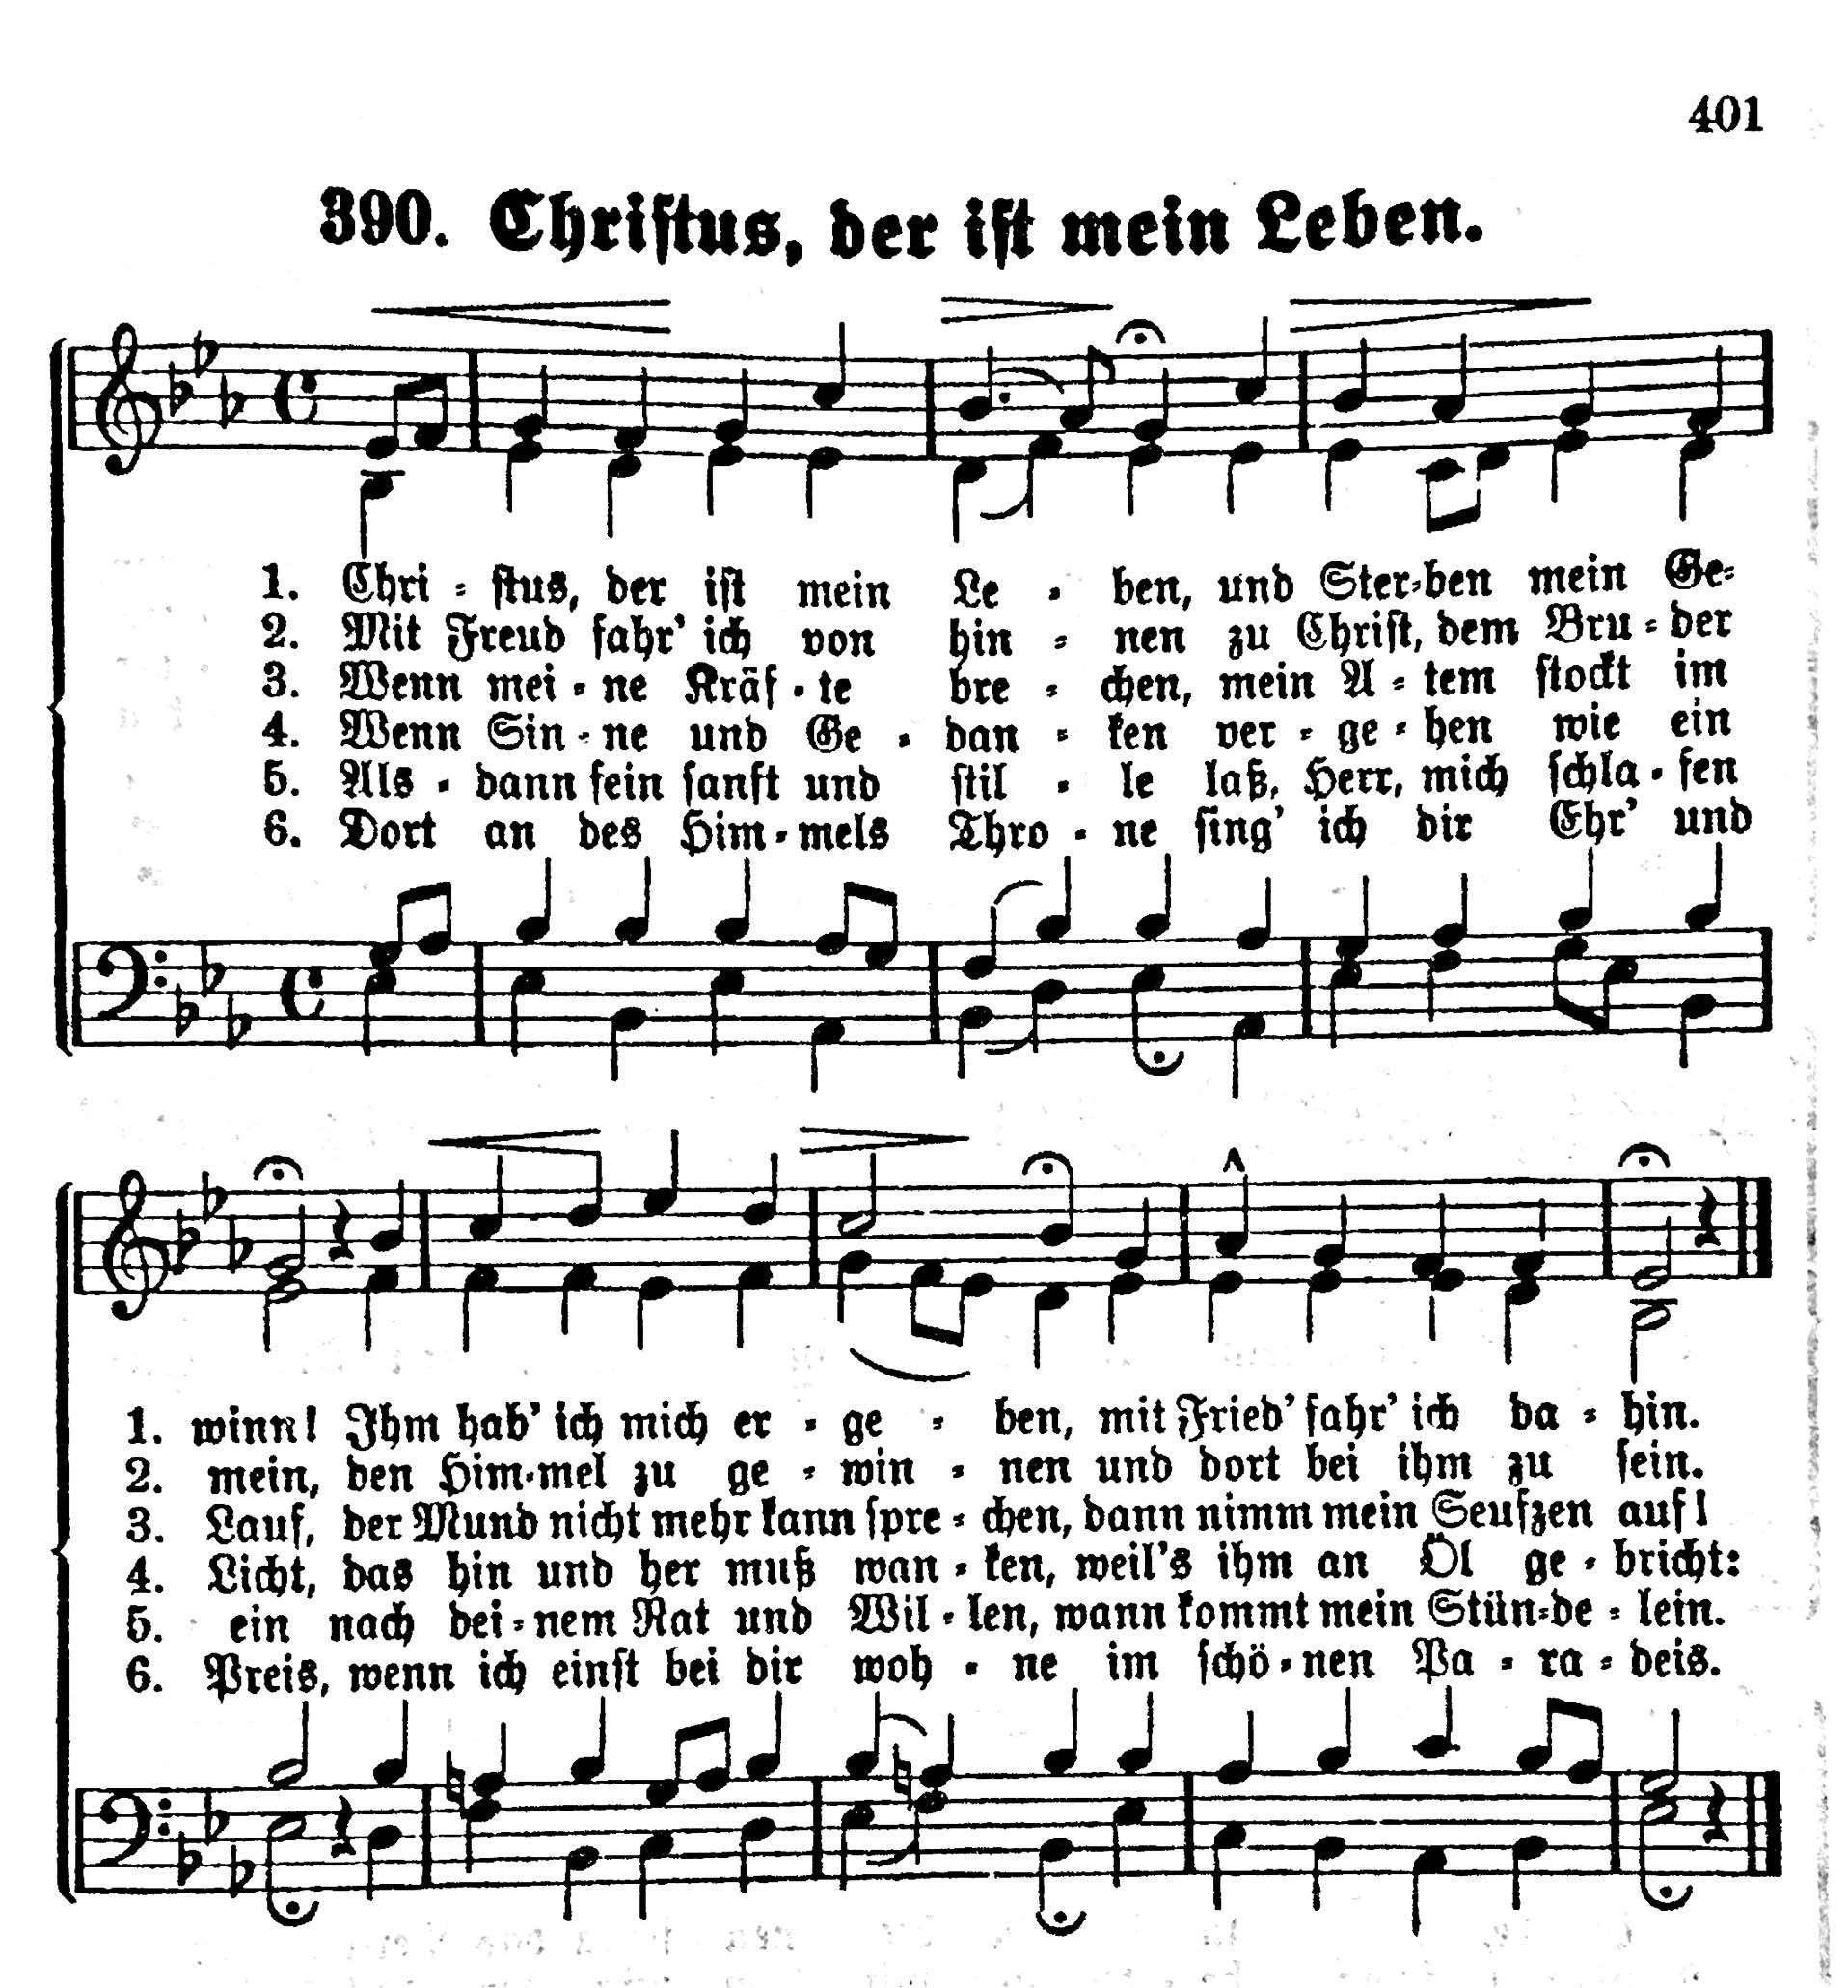 401
390. Christus, der ist mein Leben.
1. Chri - stus, der ist mein Le - ben, und Ster-ben mein Ge-
2. Mit Freud fahr' ich von hin - nen zu Christ, dem Bru - der
3. Wenn mei - ne Kräf - te bre - chen, mein A - tem stockt im
4. Wenn Sin - ne und Ge - dan - ken ver - ge - hen wie ein
5. Als - dann fein sanft und stil - le laß, Herr, mich schla - fen
6. Dort an des Him - mels Thro - ne sing' ich dir Ehr' und
1. winn! Ihm hab' ich mich er - ge - ben, mit Fried' fahr' ich da - hin.
2. mein, den Him-mel zu ge - win - nen und dort bei ihm zu sein.
3. Lauf, der Mund nicht mehr kann spre - chen, dann nimm mein Seufzen auf!
4. Licht, das hin und her muß wan - ken, weil's ihm an Öl ge - bricht:
5. ein nach dei - nem Rat und Wil - len, wann kommt mein Stün-de - lein.
6. Preis, wenn ich einst bei dir woh - ne im schö - nen Pa - ra - deis.